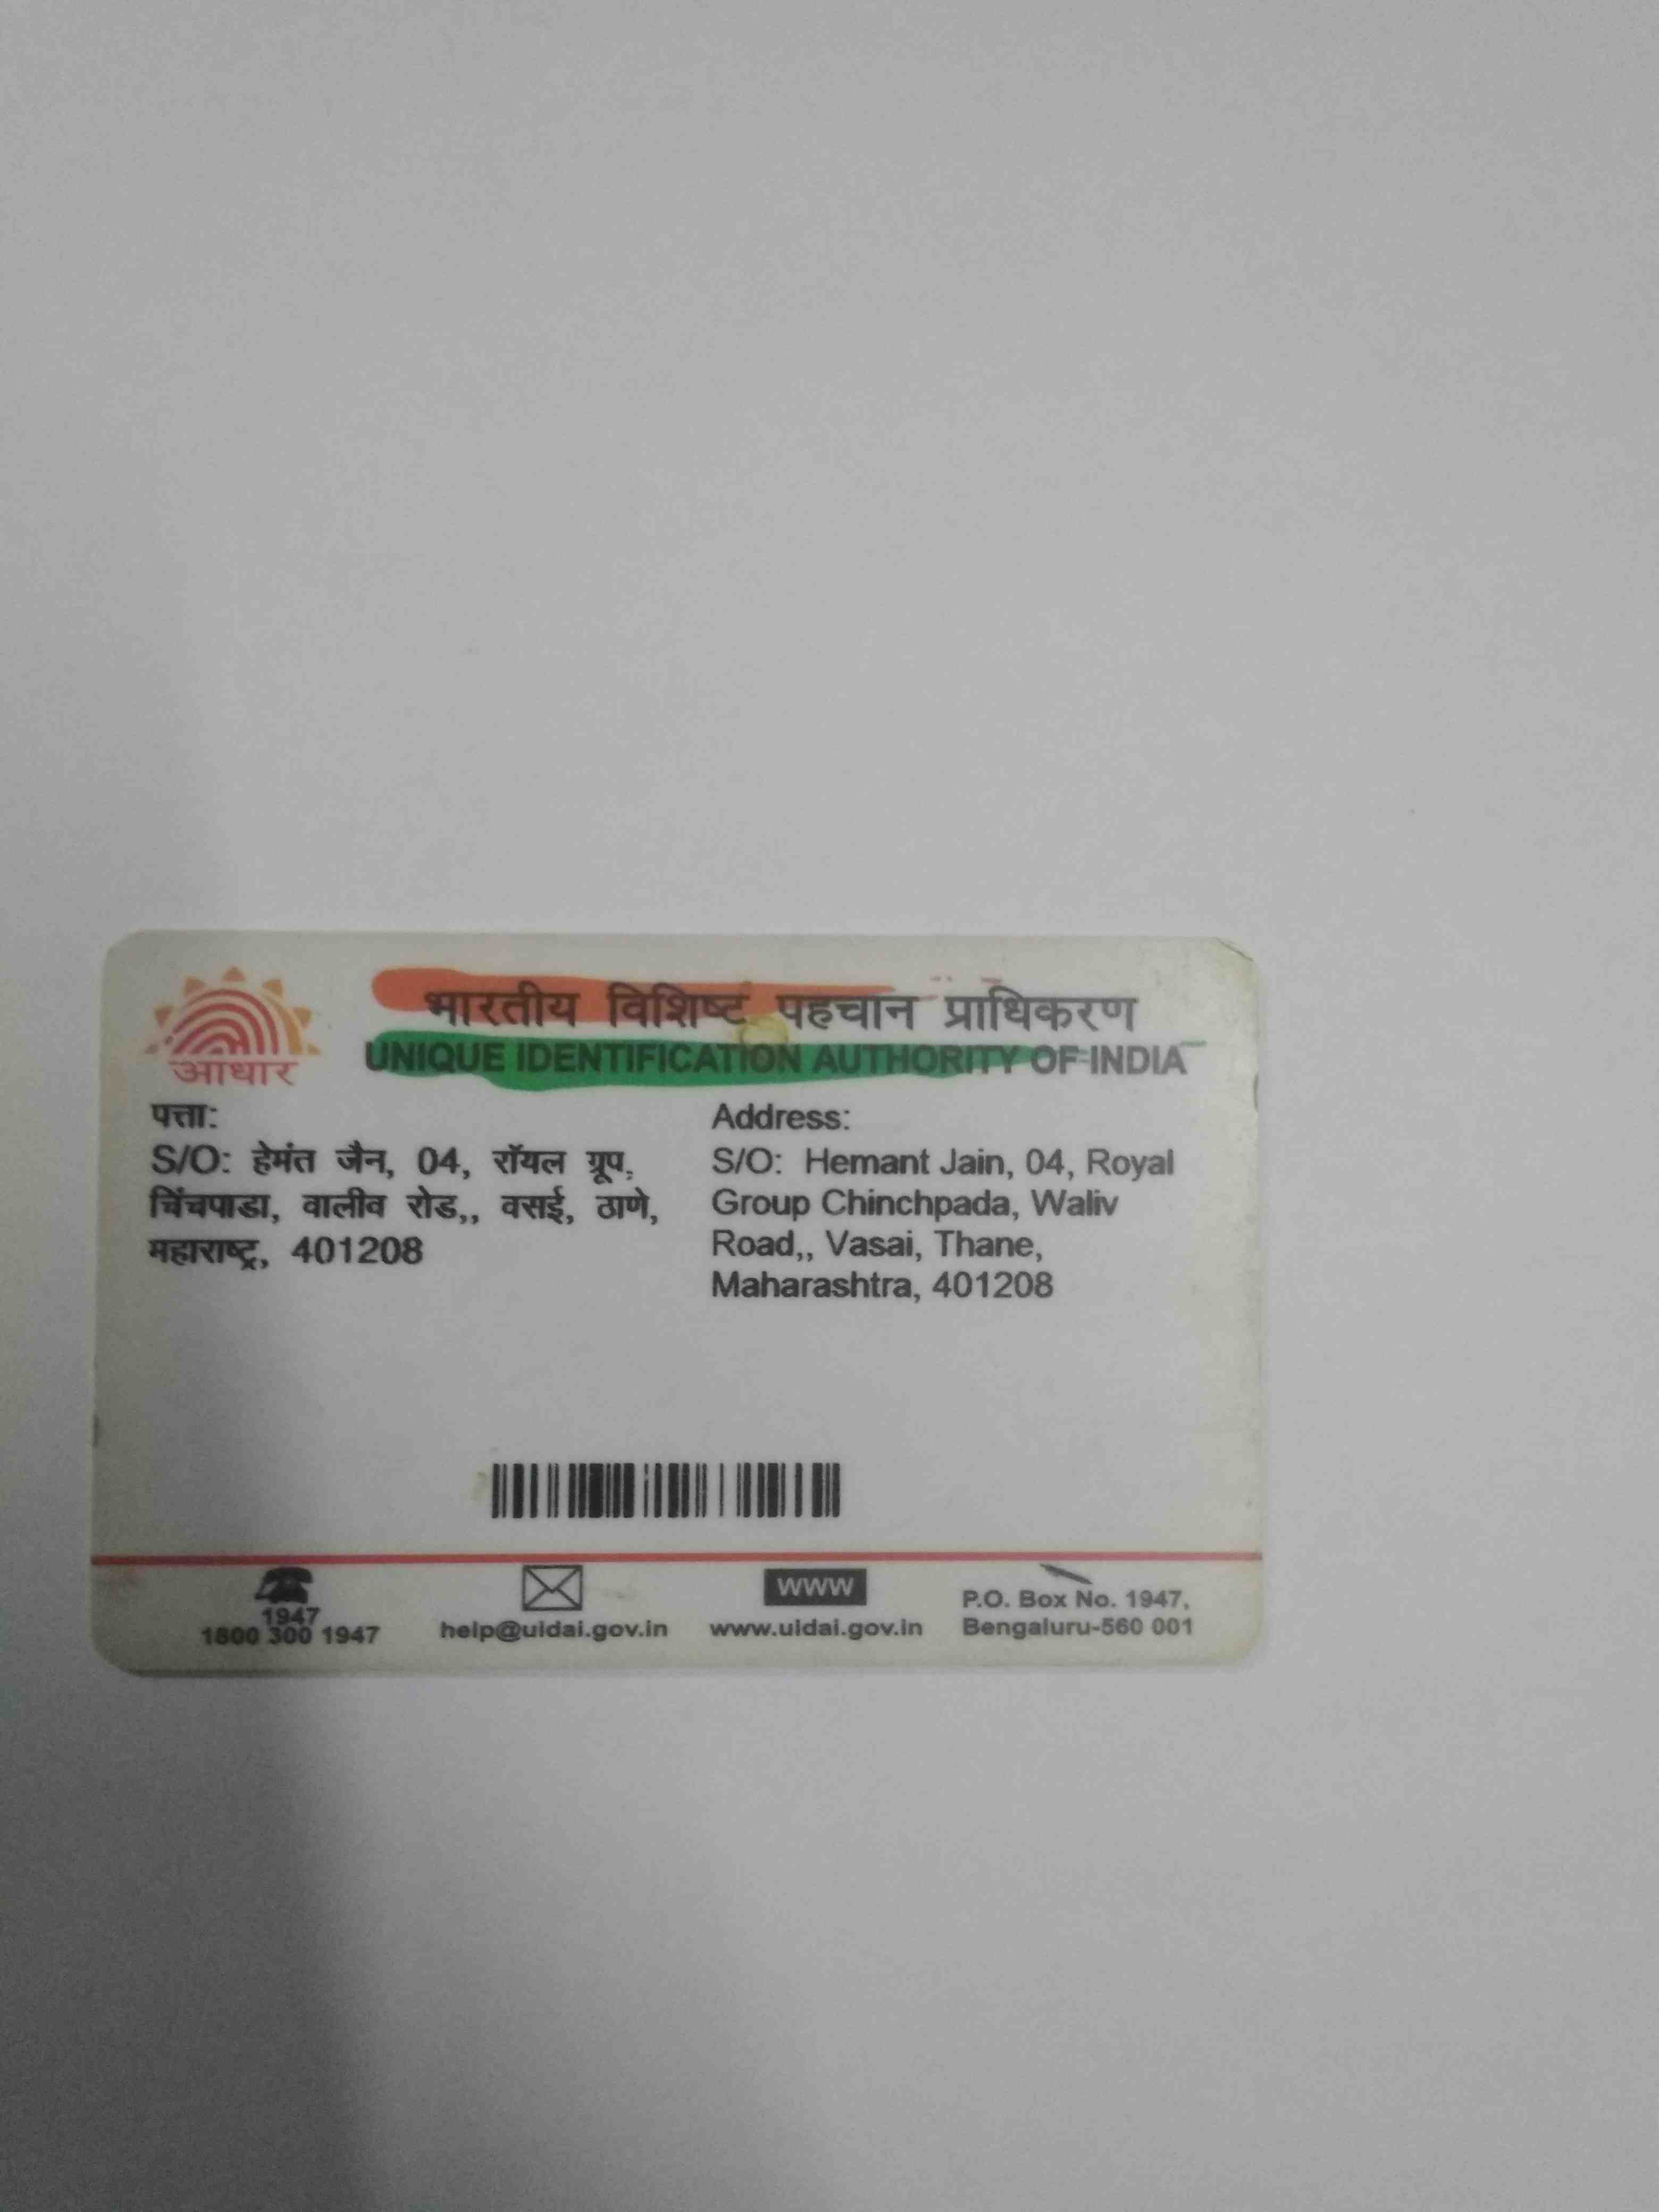 भारतीय विशिष्ट पहचान प्राधिकरण
UNIQUE IDENTIFICATION AUTHORITY OF INDIA
आधार
पत्ता:
S/O: हेमंत जैन, 04, रॉयल ग्रूप,
चिंचपाडा, वालीव रोड,, वसई, ठाणे,
महाराष्ट्र, 401208
Address:
S/O: Hemant Jain, 04, Royal
Group Chinchpada, Waliv
Road,, Vasai, Thane,
Maharashtra, 401208
1947
1800 300 1947
help@uidai.gov.in
WWW
www.uidai.gov.in
P.O. Box No. 1947,
Bengaluru-560 001